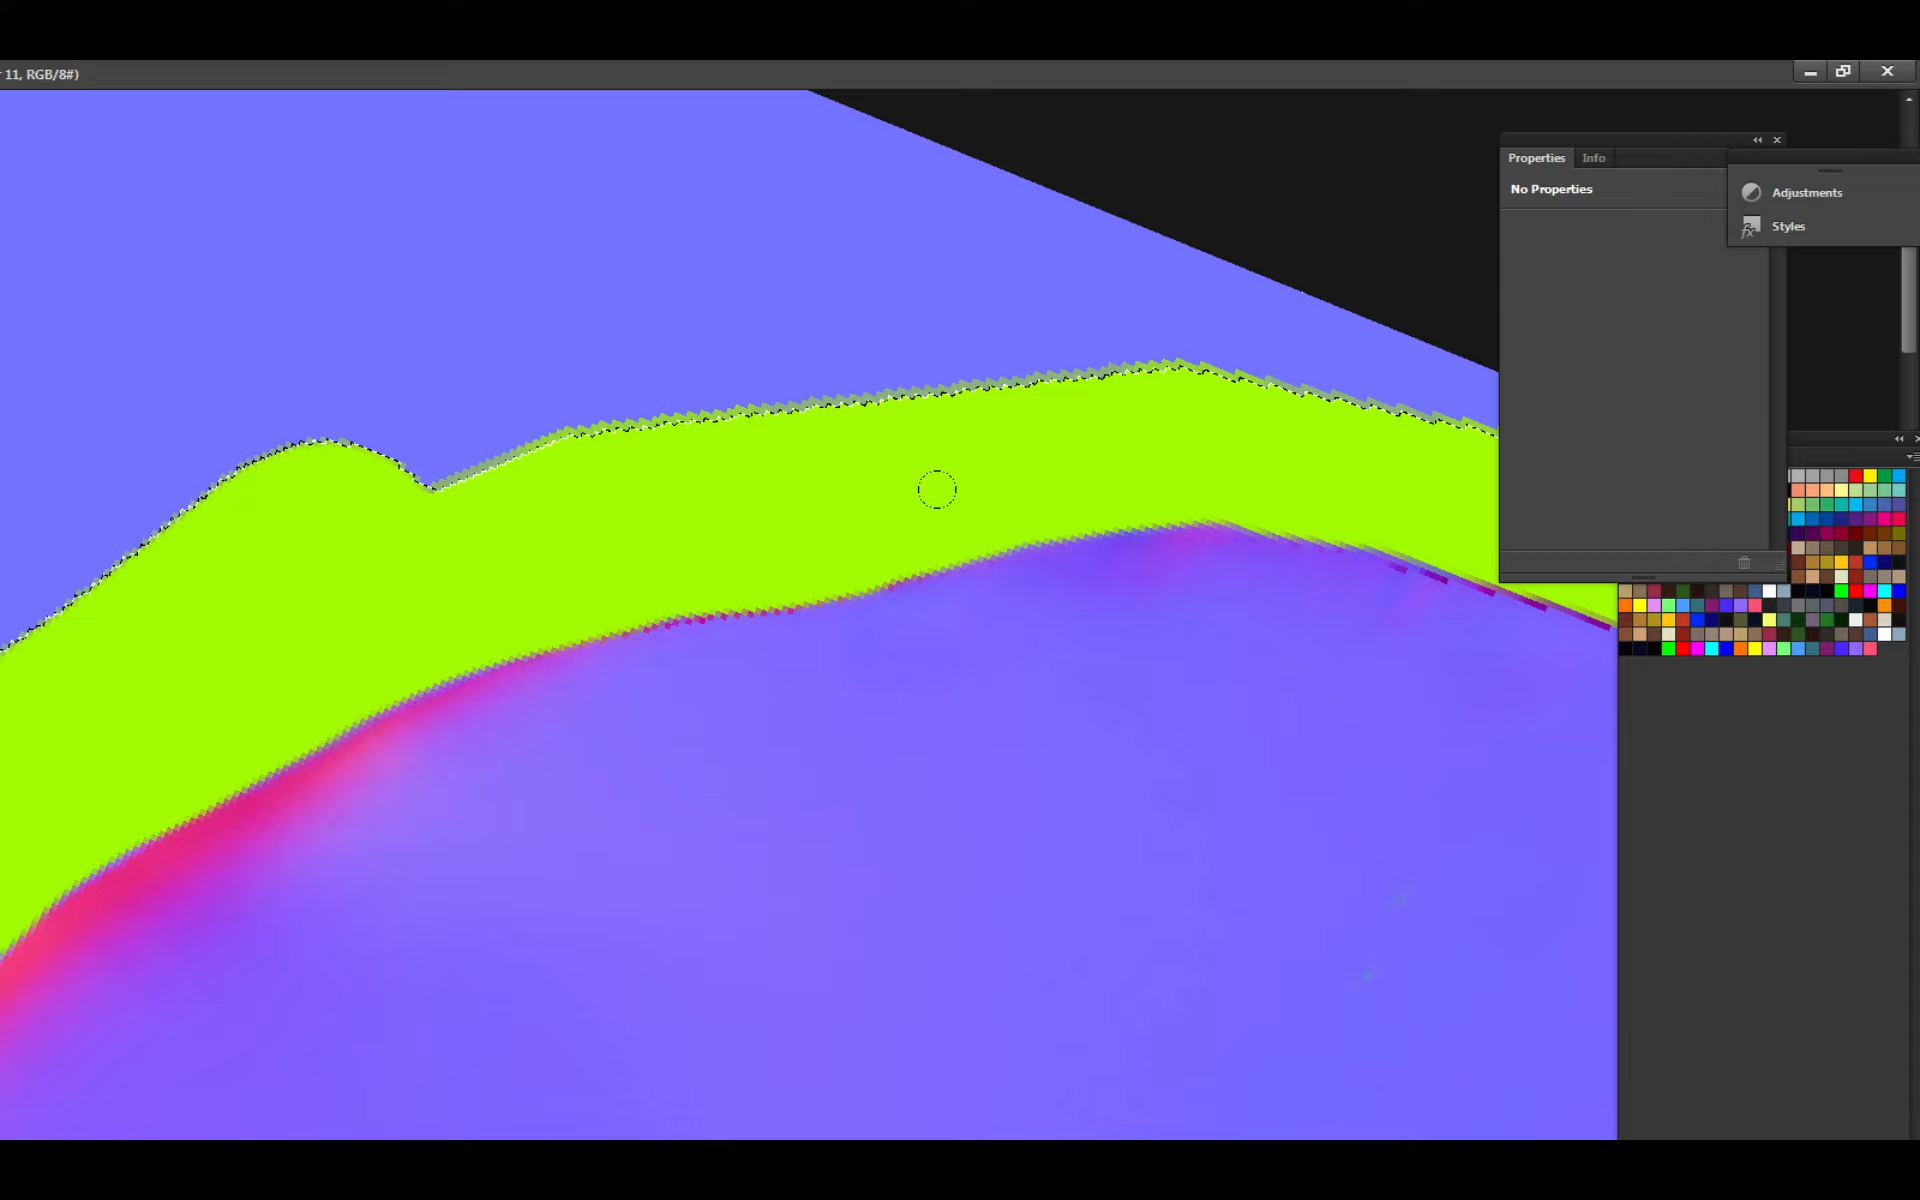 11, RGB/8#)
Properties
Info
No Properties
Adjustments
Styles